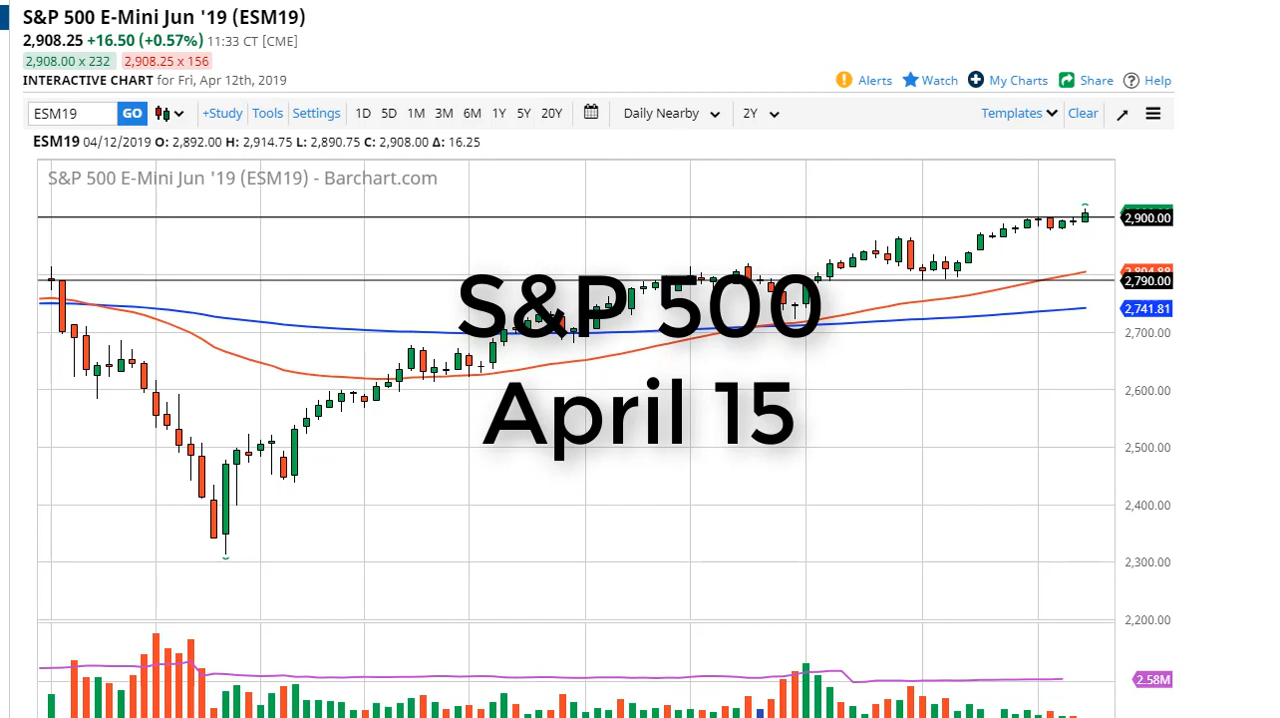 S&P 500 E-Mini Jun '19 (ESM19)
2,908.25 +16.50 (+0.57%) 11:33 CT [CME]
2,908.00 x 232 2,908.25 x 156
INTERACTIVE CHART for Fri, Apr 12th, 2019
Alerts Watch My Charts Share Help
ESM19 GO +Study Tools Settings 1D 5D 1M 3M 6M 1Y 5Y 20Y Daily Nearby 2Y Templates Clear
ESM19 04/12/2019 O: 2,892.00 H: 2,914.75 L: 2,890.75 C: 2,908.00 Δ: 16.25
S&P 500 E-Mini Jun '19 (ESM19) - Barchart.com
2,900.00
2,790.00
2,741.81
2,700.00
2,600.00
2,500.00
2,400.00
2,300.00
2,200.00
2.58M
S&P 500
April 15